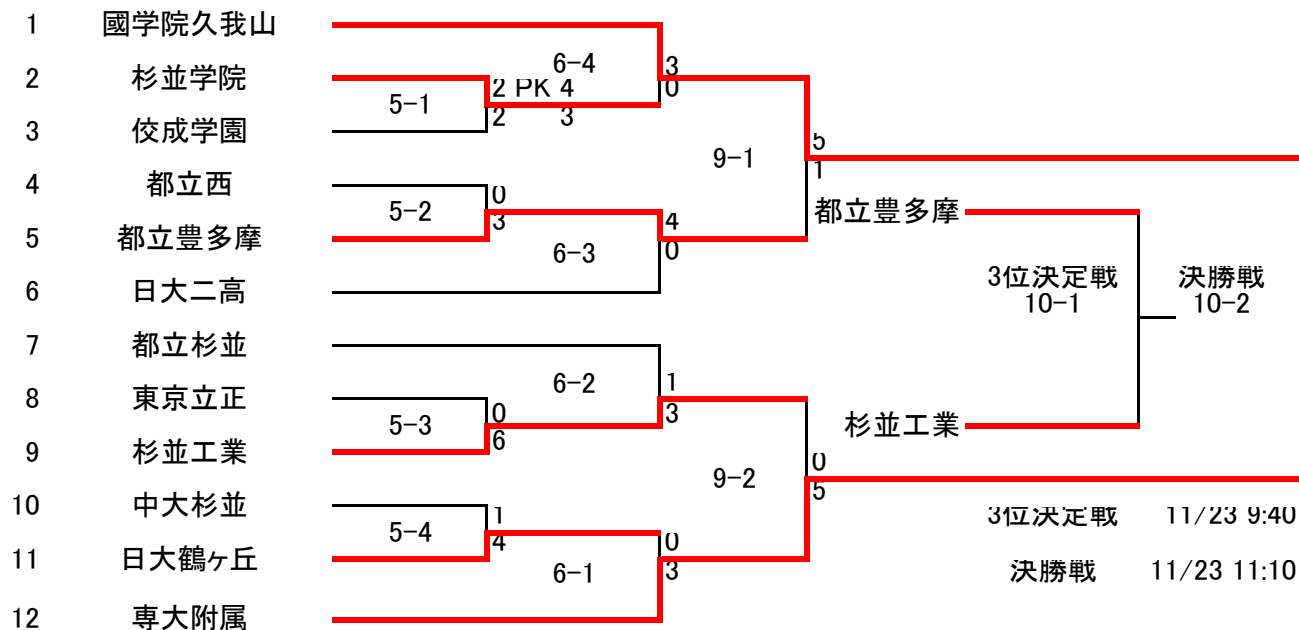 1 國学院久我山
6-4
3
2 杉並学院
0
2 PK 4
5-1
2 3
3 佼成学園
5
9-1
1
4 都立西
0
5-2
3
都立豊多摩
4
5 都立豊多摩
0
6-3
3位決定戦 決勝戦
10-1 10-2
6 日大二高
7 都立杉並
6-2
1
8 東京立正
0
3
5-3
杉並工業
6
9 杉並工業
0
9-2
5
10 中大杉並
1
3位決定戦 11/23 9:40
5-4
4
0
11 日大鶴ヶ丘
6-1
3
決勝戦 11/23 11:10
12 専大附属